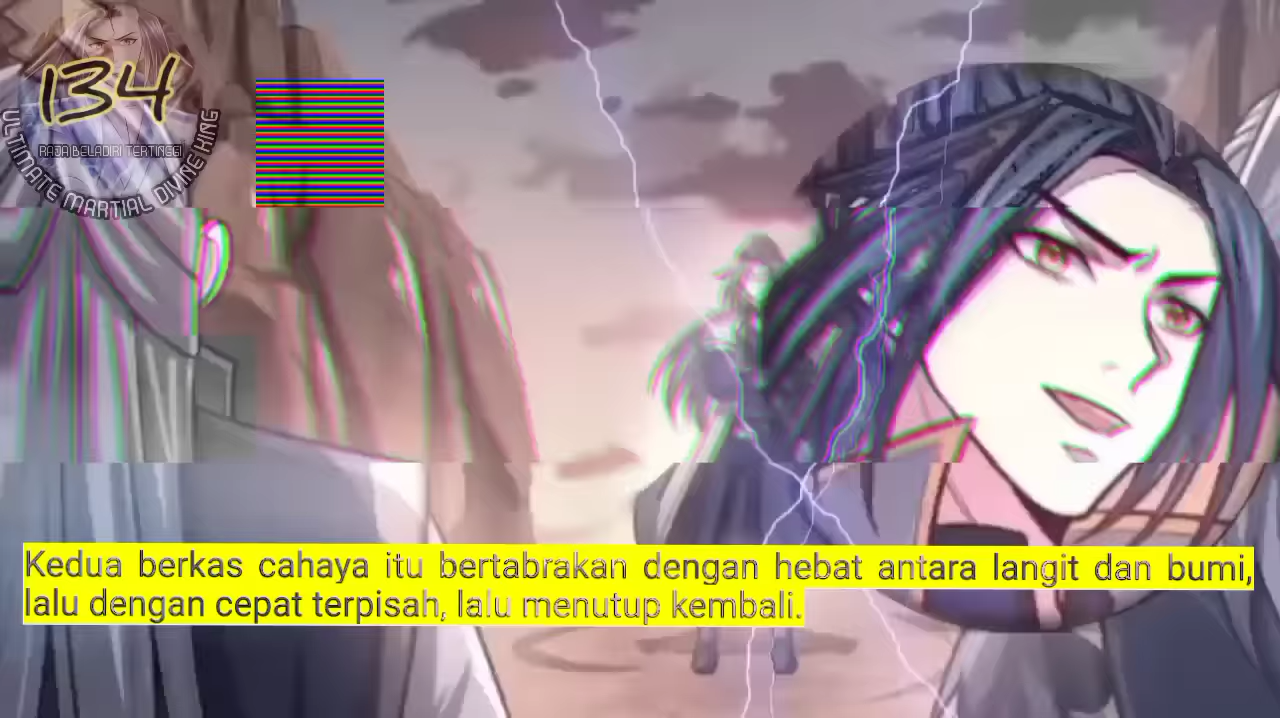 134
RAJA BELADIRI TERTINGGI
ULTIMATE MARTIAL DIVINE KING
Kedua berkas cahaya itu bertabrakan dengan hebat antara langit dan bumi,
lalu dengan cepat terpisah, lalu menutup kembali.